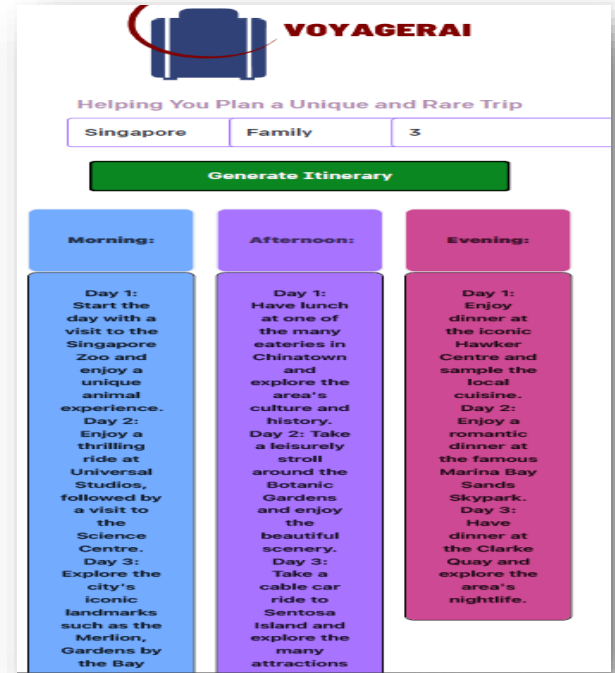 VOYAGERAI
Helping You Plan a Unique and Rare Trip
Singapore
Family
3
Generate Itinerary
Morning:
Day 1:
Start the
day with a
visit to the
Singapore
Zoo and
enjoy a
unique
animal
experience.
Day 2:
Enjoy a
thrilling
ride at
Universal
Studios,
followed by
a visit to
the
Science
Centre.
Day 3:
Explore the
city's
iconic
landmarks
such as the
Merlion,
Gardens by
the Bay
Afternoon:
Day 1:
Have lunch
at one of
the many
eateries in
Chinatown
and
explore the
area's
culture and
history.
Day 2: Take
a leisurely
stroll
around the
Botanic
Gardens
and enjoy
the
beautiful
scenery.
Day 3:
Take a
cable car
ride to
Sentosa
Island and
explore the
many
attractions
Evening:
Day 1:
Enjoy
dinner at
the iconic
Hawker
Centre and
sample the
local
cuisine.
Day 2:
Enjoy a
romantic
dinner at
the famous
Marina Bay
Sands
Skypark.
Day 3:
Have
dinner at
the Clarke
Quay and
explore the
area's
nightlife.